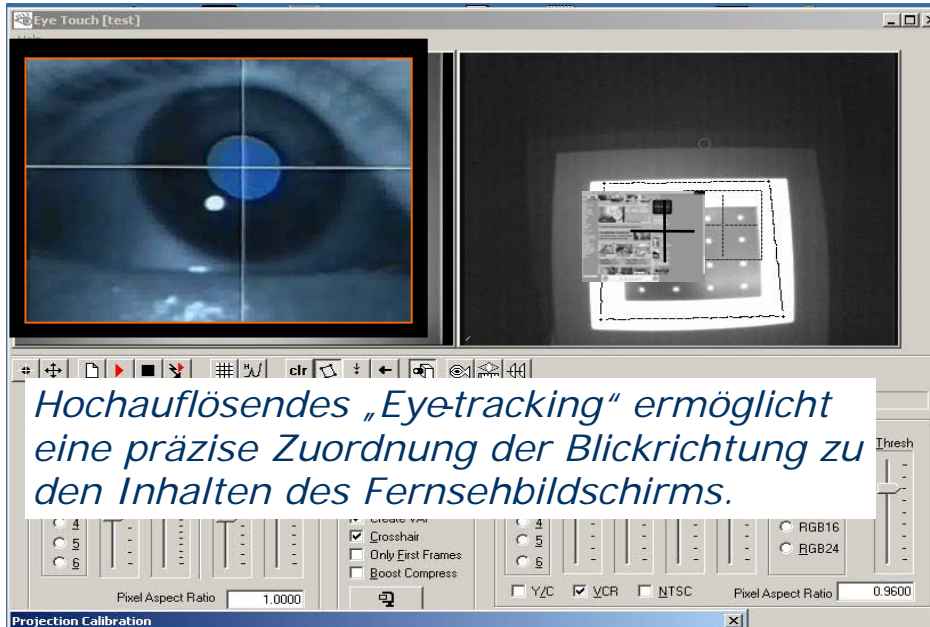 Eye Touch [test]
clr
Hochauflösendes „Eye-tracking“ ermöglicht
eine präzise Zuordnung der Blickrichtung zu
den Inhalten des Fernsehbildschirms.
Thresh
4
5
6
Crosshair
Only First Frames
Boost Compress
4
5
6
RGB16
RGB24
Pixel Aspect Ratio 1.0000
Y/C VCR NTSC Pixel Aspect Ratio 0.9600
Projection Calibration